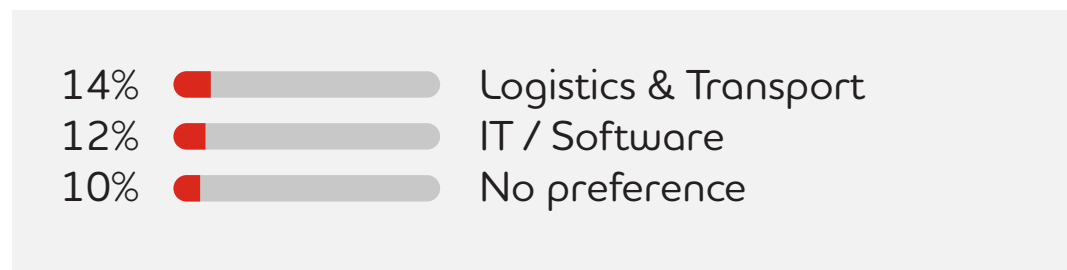 14% Logistics & Transport
12% IT / Software
10% No preference